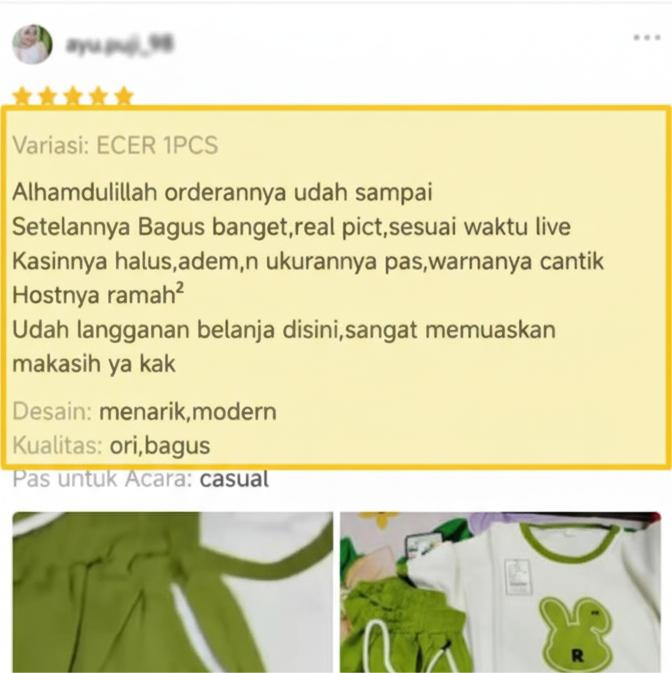 Variasi: ECER 1PCS
Alhamdulillah orderannya udah sampai
Setelannya Bagus banget,real pict,sesuai waktu live
Kasinnya halus,adem,n ukurannya pas,warnanya cantik
Hostnya ramah²
Udah langganan belanja disini,sangat memuaskan
makasih ya kak
Desain: menarik,modern
Kualitas: ori,bagus
Pas untuk Acara: casual
R